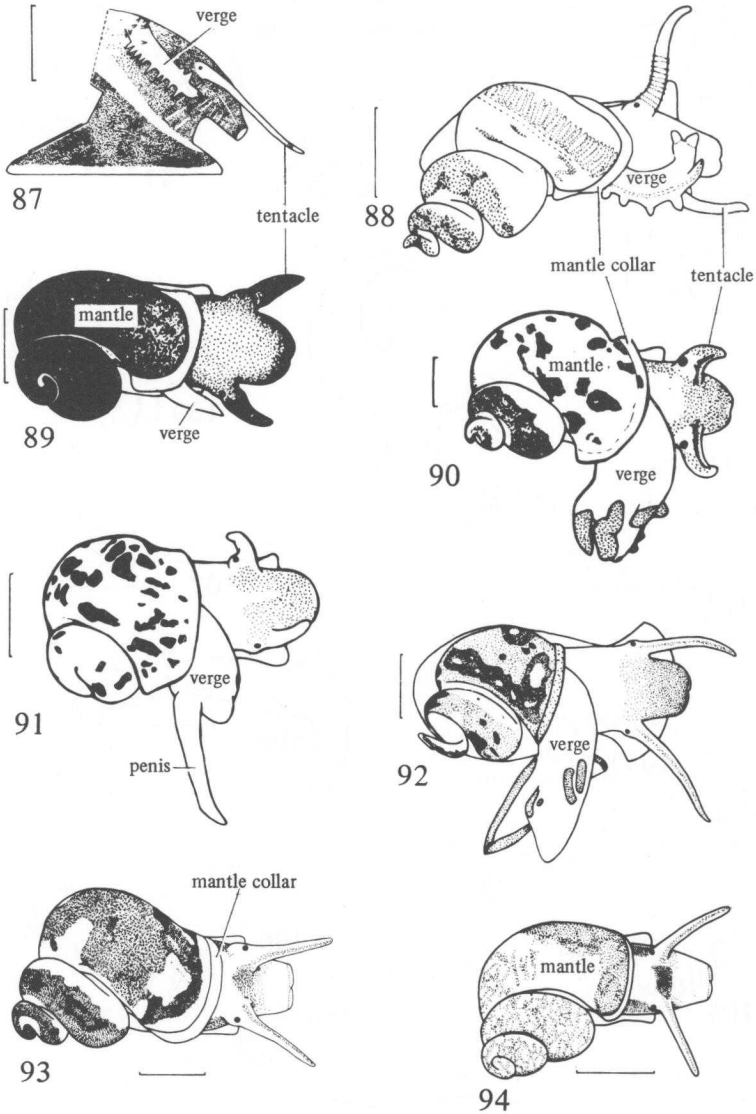 verge
87
tentacle
verge
88
mantle collar
tentacle
mantle
verge
89
mantle
verge
90
verge
penis
91
verge
92
mantle collar
93
mantle
94